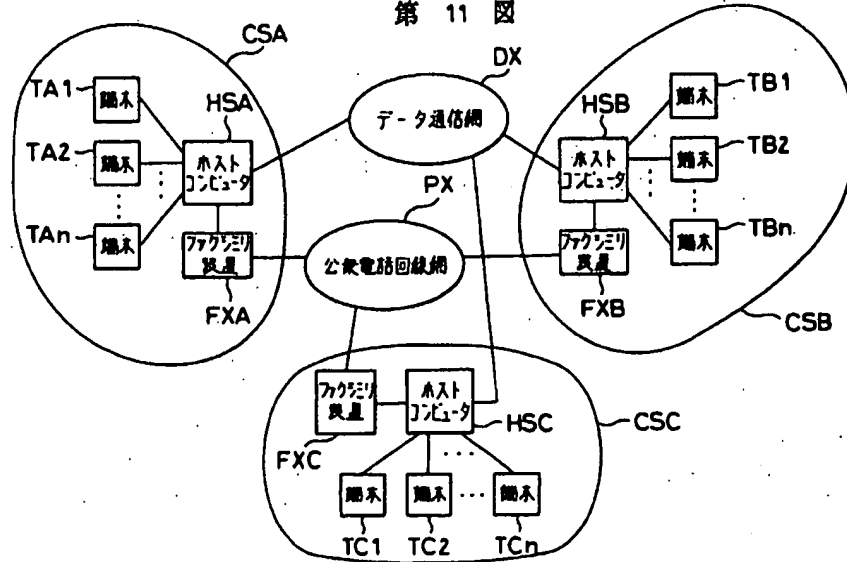 第 11 図
CSA
DX
TA1
端末
HSA
データ通信網
HSB
端末
TB1
TA2
端末
ホスト
コンピュータ
ホスト
コンピュータ
端末
TB2
PX
TAn
端末
ファクシミリ
装置
公衆電話回線網
ファクシミリ
装置
端末
TBn
FXA
FXB
CSB
ファクシミリ
装置
ホスト
コンピュータ
HSC
CSC
FXC
端末
端末
端末
TC1
TC2
TCn